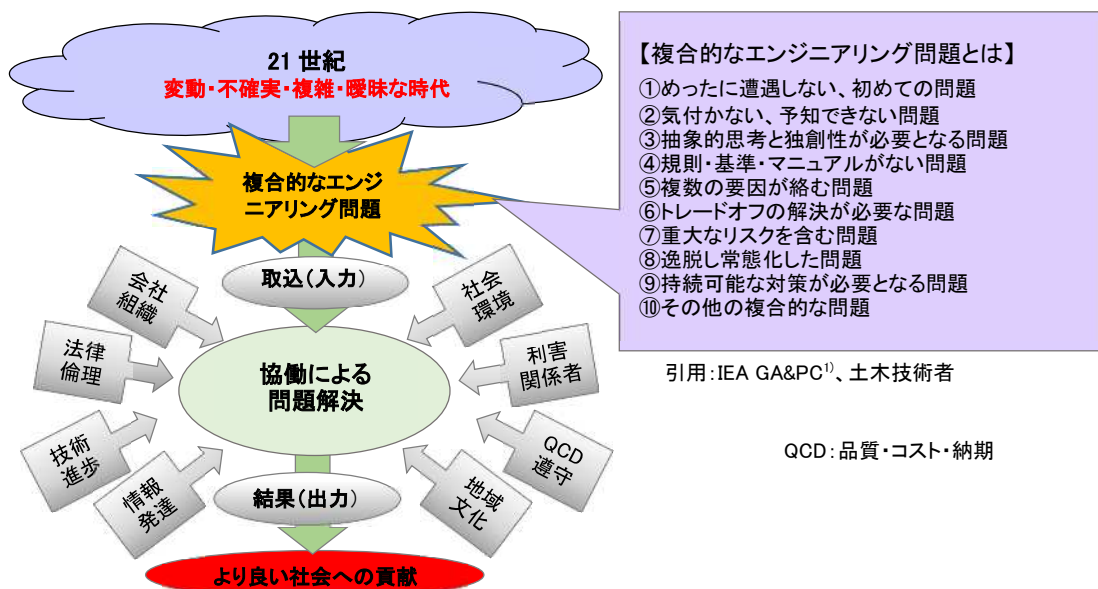 21 世紀
変動・不確実・複雑・曖昧な時代
複合的なエンジ
ニアリング問題
取込(入力)
会社
組織
社会
環境
法律
倫理
利害
関係者
協働による
問題解決
技術
進歩
QCD
遵守
情報
発達
地域
文化
結果(出力)
より良い社会への貢献
【複合的なエンジニアリング問題とは】
①めったに遭遇しない、初めての問題
②気付かない、予知できない問題
③抽象的思考と独創性が必要となる問題
④規則・基準・マニュアルがない問題
⑤複数の要因が絡む問題
⑥トレードオフの解決が必要な問題
⑦重大なリスクを含む問題
⑧逸脱し常態化した問題
⑨持続可能な対策が必要となる問題
⑩その他の複合的な問題
引用:IEA GA&PC1)、土木技術者
QCD:品質・コスト・納期